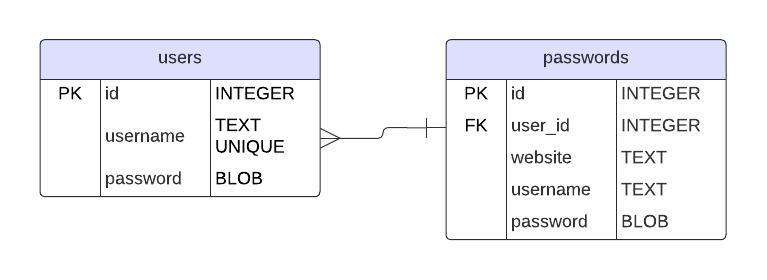 users
PK id INTEGER
username TEXT UNIQUE
password BLOB
passwords
PK id INTEGER
FK user_id INTEGER
website TEXT
username TEXT
password BLOB